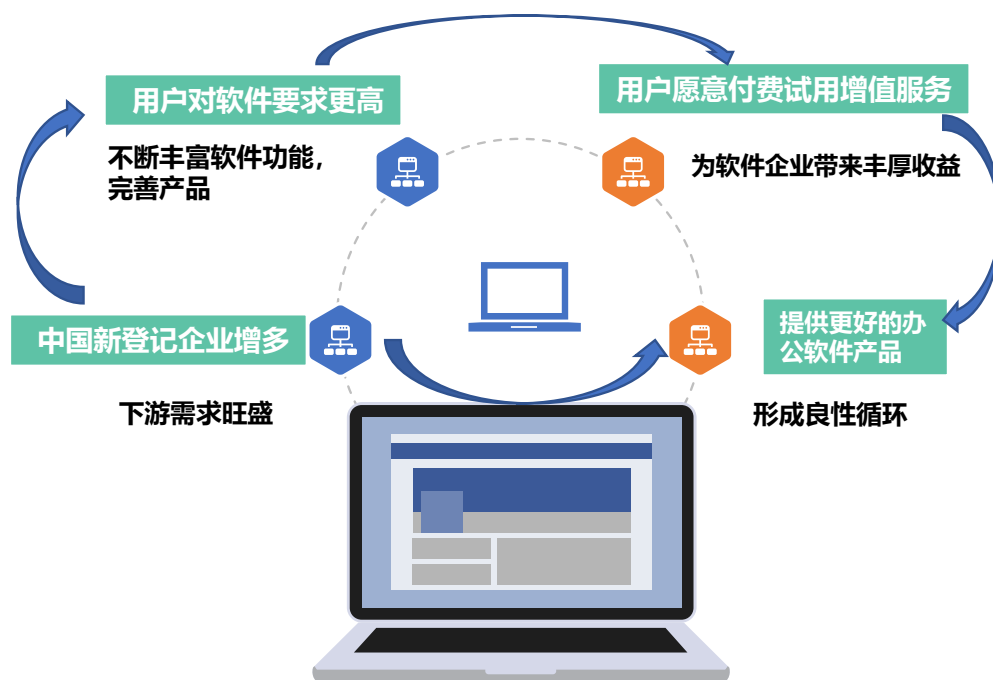 用户对软件要求更高
不断丰富软件功能，
完善产品
用户愿意付费试用增值服务
为软件企业带来丰厚收益
中国新登记企业增多
下游需求旺盛
提供更好的办
公软件产品
形成良性循环